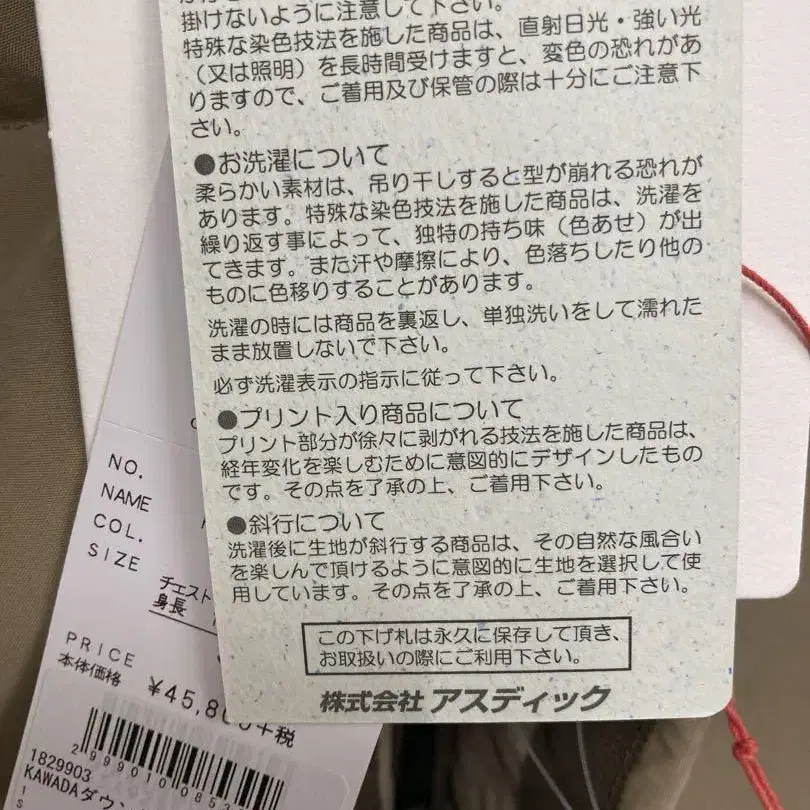 掛けないように注意して下さい。
特殊な染色技法を施した商品は、直射日光・強い光
（又は照明）を長時間受けますと、変色の恐れがあ
りますので、ご着用及び保管の際は十分にご注意下
さい。
●お洗濯について
柔らかい素材は、吊り干しすると型が崩れる恐れが
あります。特殊な染色技法を施した商品は、洗濯を
繰り返す事によって、独特の持ち味（色あせ）が出
てきます。また汗や摩擦により、色落ちしたり他の
ものに色移りすることがあります。
洗濯の時には商品を裏返し、単独洗いをして濡れた
まま放置しないで下さい。
必ず洗濯表示の指示に従って下さい。
●プリント入り商品について
プリント部分が徐々に剥がれる技法を施した商品は、
経年変化を楽しむために意図的にデザインしたもの
です。その点を了承の上、ご着用下さい。
●斜行について
洗濯後に生地が斜行する商品は、その自然な風合い
を楽しんで頂けるように意図的に生地を選択して使
用しています。その点を了承の上、ご着用下さい。
この下げ札は永久に保存して頂き、
お取扱いの際にご利用下さい。
株式会社 アスディック
NO.
NAME
COL.
SIZE
チェスト
身長
PRICE
本体価格
¥45,8 +税
2999010085
1829903
KAWADAダウン